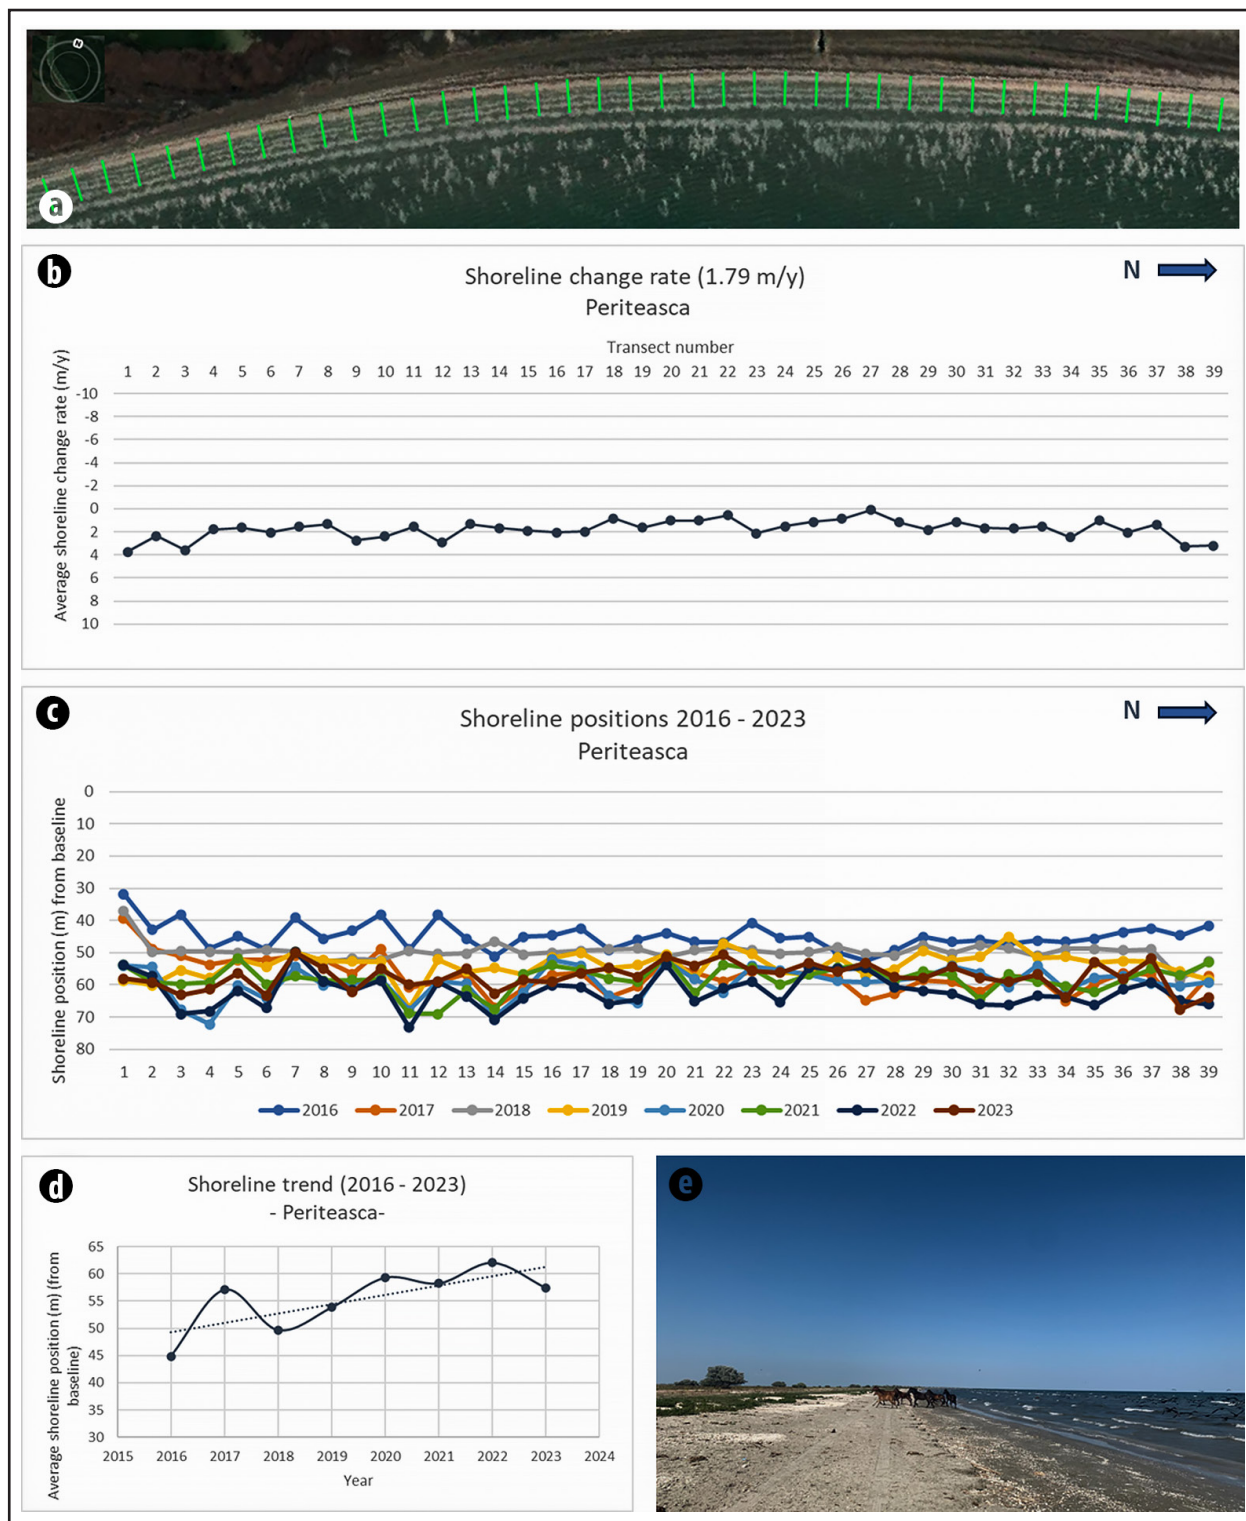 a
b
Shoreline change rate (1.79 m/y)
Periteasca
N
Transect number
1 2 3 4 5 6 7 8 9 10 11 12 13 14 15 16 17 18 19 20 21 22 23 24 25 26 27 28 29 30 31 32 33 34 35 36 37 38 39
Average shoreline change rate (m/y)
-10
-8
-6
-4
-2
0
2
4
6
8
10
c
Shoreline positions 2016 - 2023
Periteasca
N
Shoreline position (m) from baseline
0
10
20
30
40
50
60
70
80
1 2 3 4 5 6 7 8 9 10 11 12 13 14 15 16 17 18 19 20 21 22 23 24 25 26 27 28 29 30 31 32 33 34 35 36 37 38 39
2016 2017 2018 2019 2020 2021 2022 2023
d
Shoreline trend (2016 - 2023)
- Periteasca-
Average shoreline position (m) (from
baseline)
65
60
55
50
45
40
35
30
2015 2016 2017 2018 2019 2020 2021 2022 2023 2024
Year
e